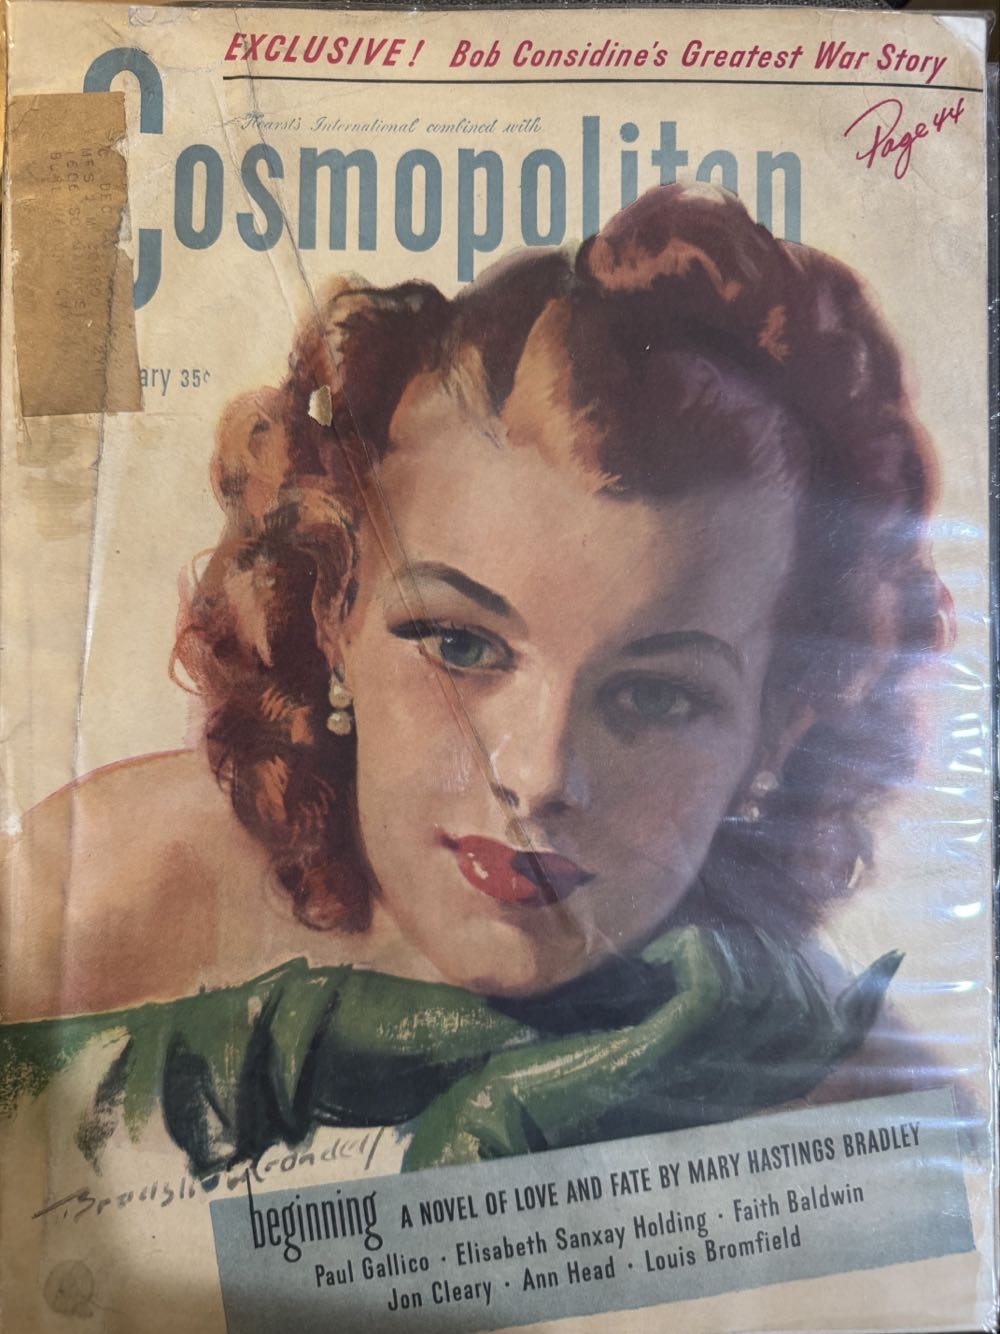 EXCLUSIVE! Bob Considine's Greatest War Story
Page 44
Hearst's International combined with
Cosmopolitan
DEC
ary 35¢
Bradshaw Crandell
beginning A NOVEL OF LOVE AND FATE BY MARY HASTINGS BRADLEY
Paul Gallico · Elisabeth Sanxay Holding · Faith Baldwin
Jon Cleary · Ann Head · Louis Bromfield